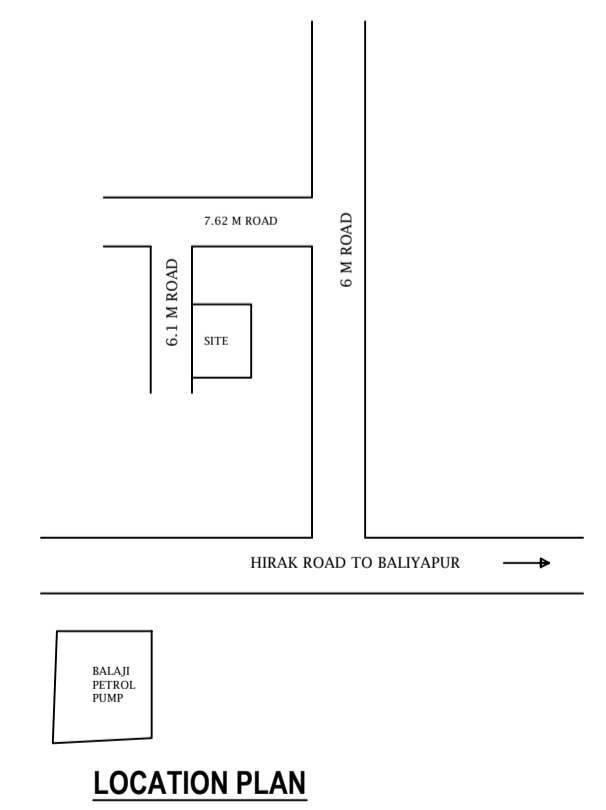 7.62 M ROAD
6 M ROAD
6.1 M ROAD
SITE
HIRAK ROAD TO BALIYAPUR
BALAJI
PETROL
PUMP
LOCATION PLAN